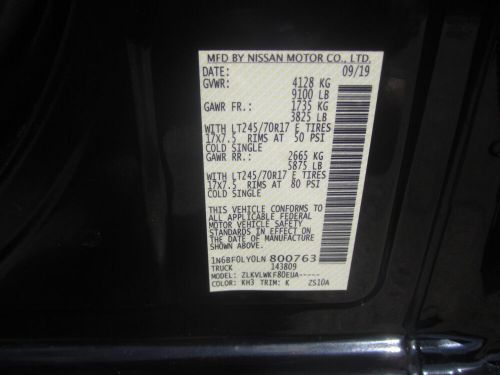 MFD BY NISSAN MOTOR CO., LTD.
DATE: 09/19
GVWR: 4128 KG
9100 LB
GAWR FR.: 1735 KG
3825 LB
WITH LT245/70R17 E TIRES
17X7.5 RIMS AT 50 PSI
COLD SINGLE
GAWR RR.: 2665 KG
5875 LB
WITH LT245/70R17 E TIRES
17X7.5 RIMS AT 80 PSI
COLD SINGLE
THIS VEHICLE CONFORMS TO
ALL APPLICABLE FEDERAL
MOTOR VEHICLE SAFETY
STANDARDS IN EFFECT ON
THE DATE OF MANUFACTURE
SHOWN ABOVE.
1N6BF0LY0LN800763
TRUCK 143809
MODEL: ZLKVLWKF80EUA-----
COLOR: KH3 TRIM: K ZS10A